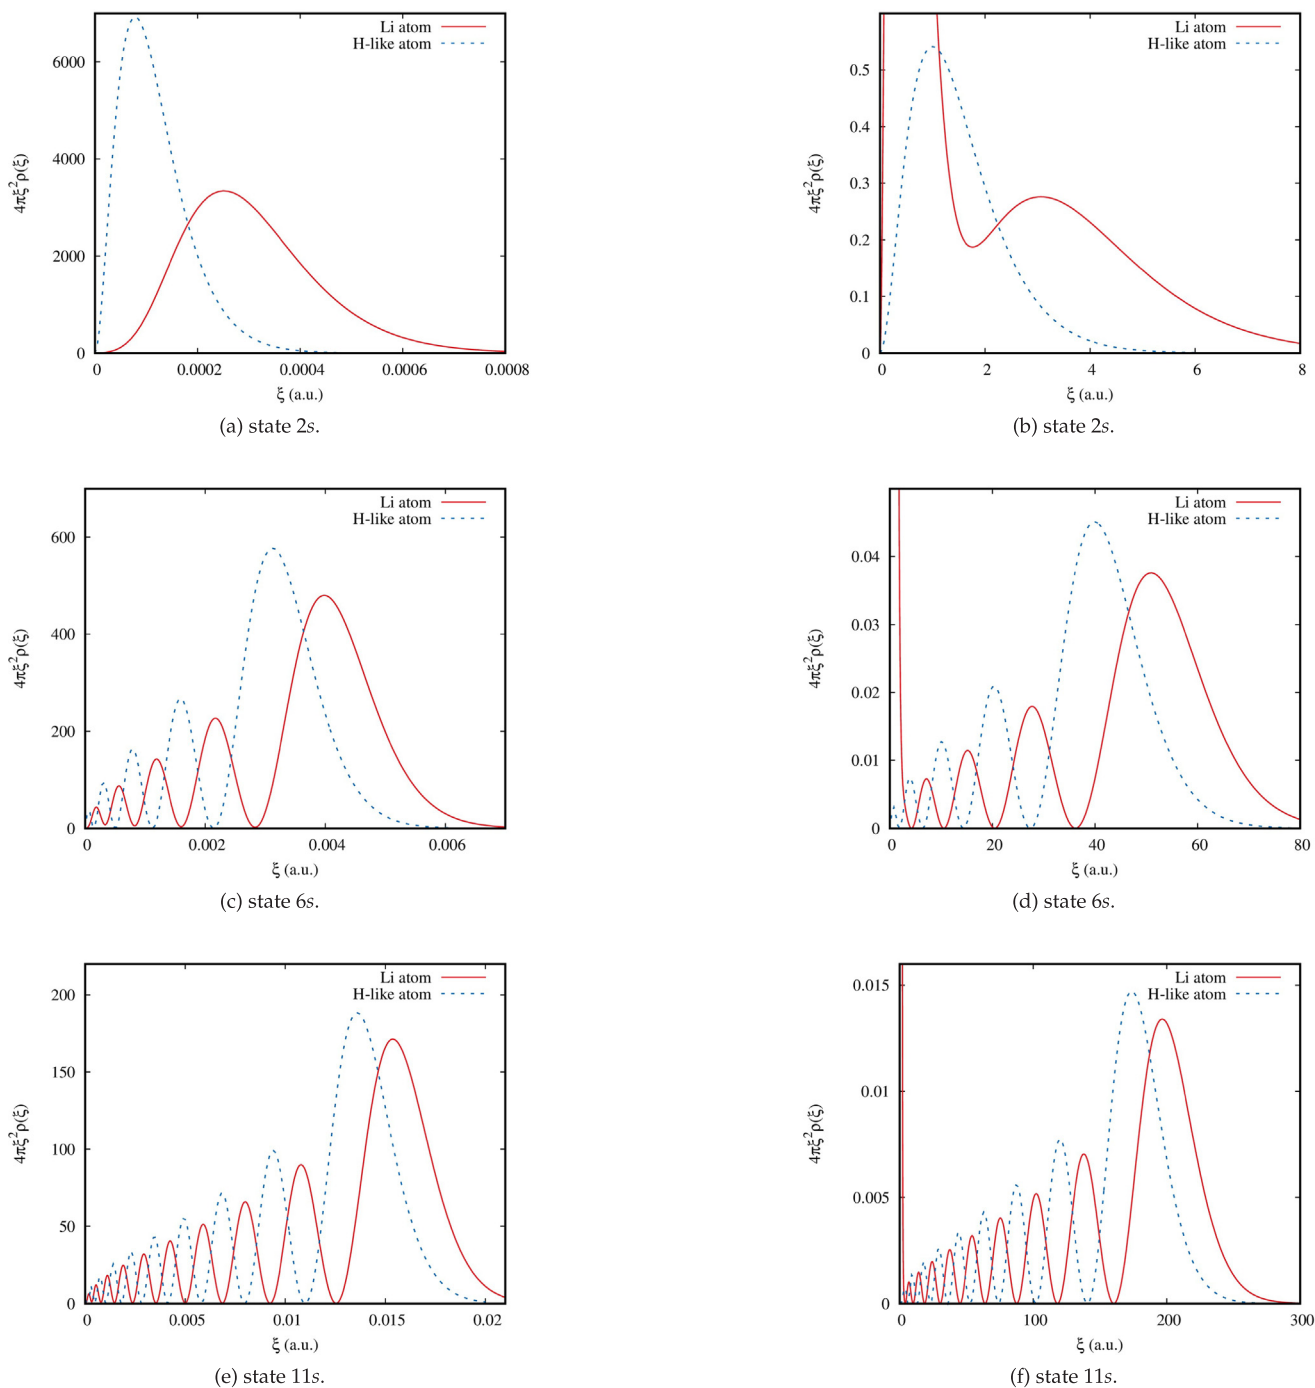 Li atom
H-like atom
6000
4000
2000
0
4πξ²ρ(ξ)
0 0.0002 0.0004 0.0006 0.0008
ξ (a.u.)
(a) state 2s.
Li atom
H-like atom
0.5
0.4
0.3
0.2
0.1
0
4πξ²ρ(ξ)
0 2 4 6 8
ξ (a.u.)
(b) state 2s.
Li atom
H-like atom
600
400
200
0
4πξ²ρ(ξ)
0 0.002 0.004 0.006
ξ (a.u.)
(c) state 6s.
Li atom
H-like atom
0.04
0.03
0.02
0.01
0
4πξ²ρ(ξ)
0 20 40 60 80
ξ (a.u.)
(d) state 6s.
Li atom
H-like atom
200
150
100
50
0
4πξ²ρ(ξ)
0 0.005 0.01 0.015 0.02
ξ (a.u.)
(e) state 11s.
Li atom
H-like atom
0.015
0.01
0.005
0
4πξ²ρ(ξ)
0 100 200 300
ξ (a.u.)
(f) state 11s.